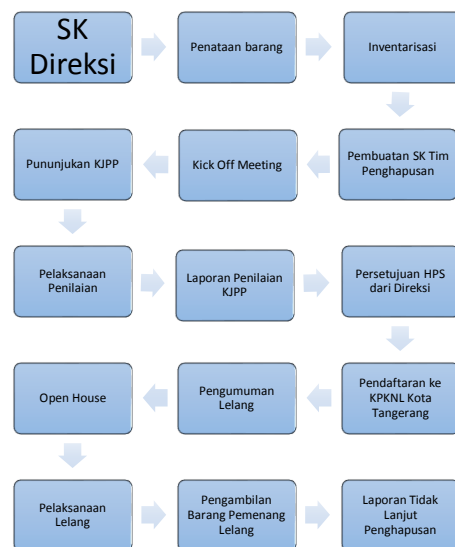 SK
Direksi
Penataan barang
Inventarisasi
Pembuatan SK Tim
Penghapusan
Kick Off Meeting
Pununjukan KJPP
Pelaksanaan
Penilaian
Laporan Penilaian
KJPP
Persetujuan HPS
dari Direksi
Pendaftaran ke
KPKNL Kota
Tangerang
Pengumuman
Lelang
Open House
Pelaksanaan
Lelang
Pengambilan
Barang Pemenang
Lelang
Laporan Tidak
Lanjut
Penghapusan